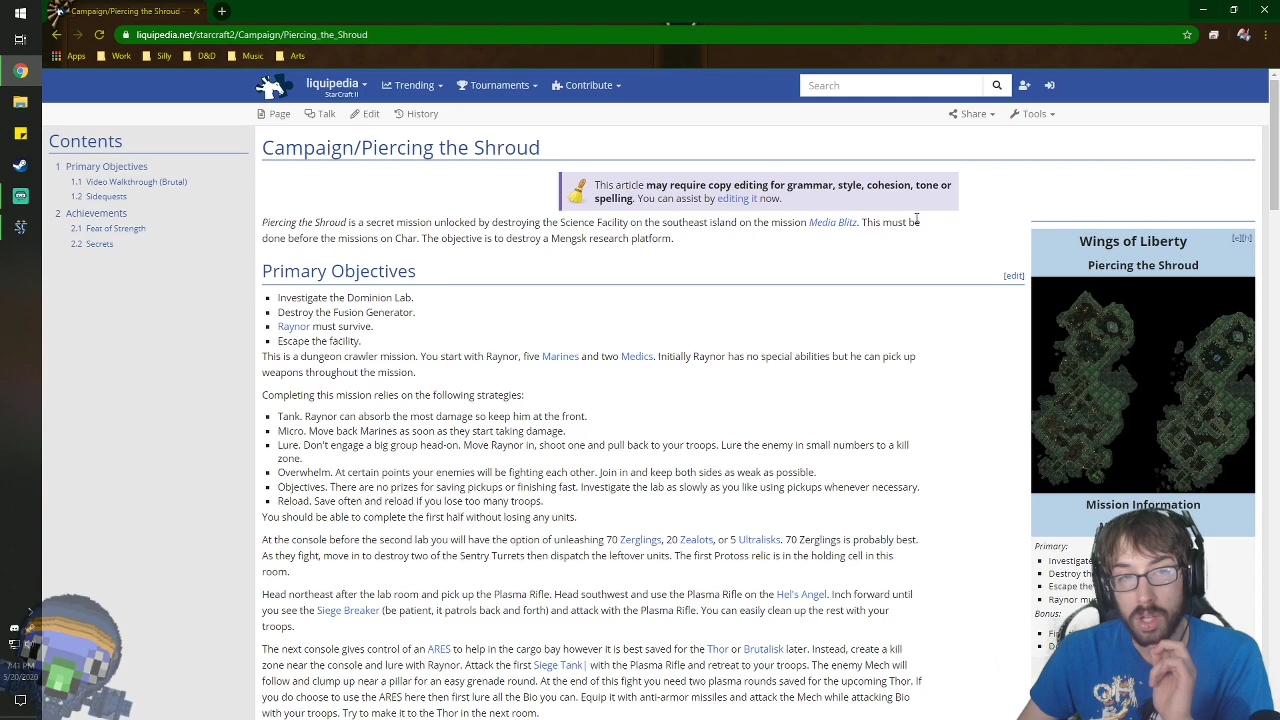 Campaign/Piercing the Shroud -
liquipedia.net/starcraft2/Campaign/Piercing_the_Shroud
Apps Work Silly D&D Music Arts
liquipedia StarCraft II Trending Tournaments Contribute Search
Page Talk Edit History Share Tools
Contents
1 Primary Objectives
1.1 Video Walkthrough (Brutal)
1.2 Sidequests
2 Achievements
2.1 Feat of Strength
2.2 Secrets
Campaign/Piercing the Shroud
This article may require copy editing for grammar, style, cohesion, tone or
spelling. You can assist by editing it now.
Piercing the Shroud is a secret mission unlocked by destroying the Science Facility on the southeast island on the mission Media Blitz. This must be
done before the missions on Char. The objective is to destroy a Mengsk research platform.
Primary Objectives [edit]
Investigate the Dominion Lab.
Destroy the Fusion Generator.
Raynor must survive.
Escape the facility.
This is a dungeon crawler mission. You start with Raynor, five Marines and two Medics. Initially Raynor has no special abilities but he can pick up
weapons throughout the mission.
Completing this mission relies on the following strategies:
Tank. Raynor can absorb the most damage so keep him at the front.
Micro. Move back Marines as soon as they start taking damage.
Lure. Don't engage a big group head-on. Move Raynor in, shoot one and pull back to your troops. Lure the enemy in small numbers to a kill
zone.
Overwhelm. At certain points your enemies will be fighting each other. Join in and keep both sides as weak as possible.
Objectives. There are no prizes for saving pickups or finishing fast. Investigate the lab as slowly as you like using pickups whenever necessary.
Reload. Save often and reload if you lose too many troops.
You should be able to complete the first half without losing any units.
At the console before the second lab you will have the option of unleashing 70 Zerglings, 20 Zealots, or 5 Ultralisks. 70 Zerglings is probably best.
As they fight, move in to destroy two of the Sentry Turrets then dispatch the leftover units. The first Protoss relic is in the holding cell in this
room.
Head northeast after the lab room and pick up the Plasma Rifle. Head southwest and use the Plasma Rifle on the Hel's Angel. Inch forward until
you see the Siege Breaker (be patient, it patrols back and forth) and attack with the Plasma Rifle. You can easily clean up the rest with your
troops.
The next console gives control of an ARES to help in the cargo bay however it is best saved for the Thor or Brutalisk later. Instead, create a kill
zone near the console and lure with Raynor. Attack the first Siege Tank| with the Plasma Rifle and retreat to your troops. The enemy Mech will
follow and clump up near a pillar for an easy grenade round. At the end of this fight you need two plasma rounds saved for the upcoming Thor. If
you do choose to use the ARES here then first lure all the Bio you can. Equip it with anti-armor missiles and attack the Mech while attacking Bio
with your troops. Try to make it to the Thor in the next room.
Wings of Liberty
Piercing the Shroud
Mission Information
Primary:
Investigate
Destroy th
Escape the
Raynor mu
Bonus:
7:41 PM
5/20/2020